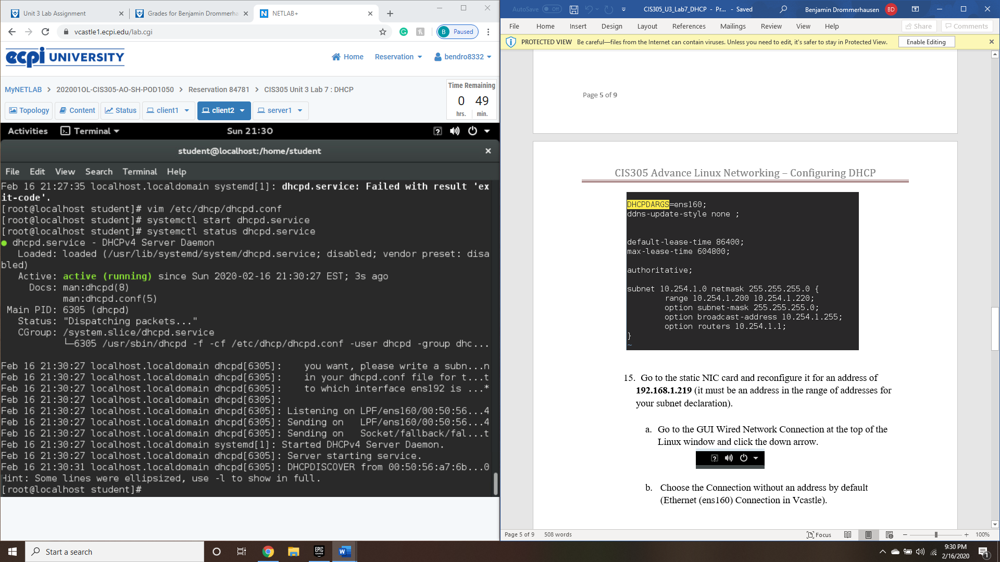 Unit 3 Lab Assignment
Grades for Benjamin Drommerha
NETLAB+
vcastle1.ecpi.edu/lab.cgi
B Paused
ecpi UNIVERSITY
Home
Reservation
bendro8332
MyNETLAB > 202001OL-CIS305-AO-SH-POD1050 > Reservation 84781 > CIS305 Unit 3 Lab 7 : DHCP
Time Remaining
0 49
hrs. min.
Topology
Content
Status
client1
client2
server1
Activities
Terminal
Sun 21:30
student@localhost:/home/student
File Edit View Search Terminal Help
Feb 16 21:27:35 localhost.localdomain systemd[1]: dhcpd.service: Failed with result 'ex
it-code'.
[root@localhost student]# vim /etc/dhcp/dhcpd.conf
[root@localhost student]# systemctl start dhcpd.service
[root@localhost student]# systemctl status dhcpd.service
● dhcpd.service - DHCPv4 Server Daemon
Loaded: loaded (/usr/lib/systemd/system/dhcpd.service; disabled; vendor preset: disa
bled)
Active: active (running) since Sun 2020-02-16 21:30:27 EST; 3s ago
Docs: man:dhcpd(8)
man:dhcpd.conf(5)
Main PID: 6305 (dhcpd)
Status: "Dispatching packets..."
CGroup: /system.slice/dhcpd.service
└─6305 /usr/sbin/dhcpd -f -cf /etc/dhcp/dhcpd.conf -user dhcpd -group dhc...
Feb 16 21:30:27 localhost.localdomain dhcpd[6305]: you want, please write a subn...n
Feb 16 21:30:27 localhost.localdomain dhcpd[6305]: in your dhcpd.conf file for t...t
Feb 16 21:30:27 localhost.localdomain dhcpd[6305]: to which interface ens192 is ...*
Feb 16 21:30:27 localhost.localdomain dhcpd[6305]:
Feb 16 21:30:27 localhost.localdomain dhcpd[6305]: Listening on LPF/ens160/00:50:56...4
Feb 16 21:30:27 localhost.localdomain dhcpd[6305]: Sending on LPF/ens160/00:50:56...4
Feb 16 21:30:27 localhost.localdomain dhcpd[6305]: Sending on Socket/fallback/fal...t
Feb 16 21:30:27 localhost.localdomain systemd[1]: Started DHCPv4 Server Daemon.
Feb 16 21:30:27 localhost.localdomain dhcpd[6305]: Server starting service.
Feb 16 21:30:31 localhost.localdomain dhcpd[6305]: DHCPDISCOVER from 00:50:56:a7:6b...0
Hint: Some lines were ellipsized, use -l to show in full.
[root@localhost student]#
AutoSave Off
CIS305_U3_Lab7_DHCP - Pr... - Saved
Benjamin Drommerhausen BD
File Home Insert Design Layout References Mailings Review View Help
Share
Comments
PROTECTED VIEW Be careful—files from the Internet can contain viruses. Unless you need to edit, it's safer to stay in Protected View.
Enable Editing
Page 5 of 9
CIS305 Advance Linux Networking – Configuring DHCP
DHCPDARGS=ens160;
ddns-update-style none ;
default-lease-time 86400;
max-lease-time 604800;
authoritative;
subnet 10.254.1.0 netmask 255.255.255.0 {
range 10.254.1.200 10.254.1.220;
option subnet-mask 255.255.255.0;
option broadcast-address 10.254.1.255;
option routers 10.254.1.1;
}
~
15. Go to the static NIC card and reconfigure it for an address of
192.168.1.219 (it must be an address in the range of addresses for
your subnet declaration).
a. Go to the GUI Wired Network Connection at the top of the
Linux window and click the down arrow.
b. Choose the Connection without an address by default
(Ethernet (ens160) Connection in Vcastle).
Page 5 of 9 508 words
Focus
100%
Start a search
EPIC GAMES
W
9:30 PM
2/16/2020
1